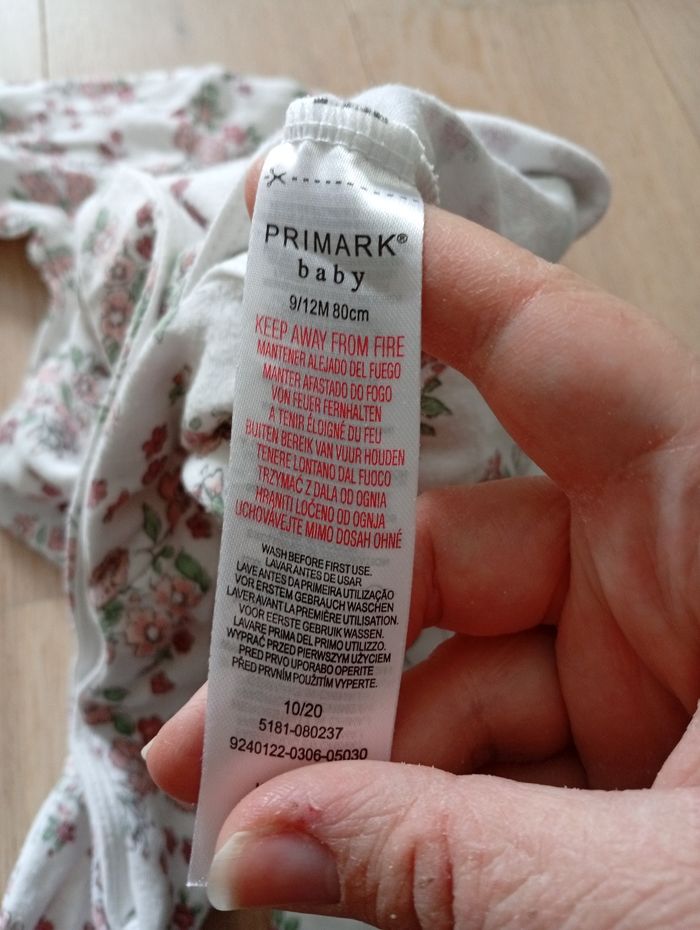 PRIMARK®
baby
9/12M 80cm
KEEP AWAY FROM FIRE
MANTENER ALEJADO DEL FUEGO
MANTER AFASTADO DO FOGO
VON FEUER FERNHALTEN
À TENIR ÉLOIGNÉ DU FEU
BUITEN BEREIK VAN VUUR HOUDEN
TENERE LONTANO DAL FUOCO
TRZYMAĆ Z DALA OD OGNIA
HRANITI LOČENO OD OGNJA
UCHOVÁVEJTE MIMO DOSAH OHNĚ
WASH BEFORE FIRST USE.
LAVAR ANTES DE USAR
LAVE ANTES DA PRIMEIRA UTILIZAÇÃO
VOR ERSTEM GEBRAUCH WASCHEN
LAVER AVANT LA PREMIÈRE UTILISATION.
VOOR EERSTE GEBRUIK WASSEN.
LAVARE PRIMA DEL PRIMO UTILIZZO.
WYPRAĆ PRZED PIERWSZYM UŻYCIEM
PRED PRVO UPORABO OPERITE
PŘED PRVNÍM POUŽITÍM VYPERTE.
10/20
5181-080237
9240122-0306-05030